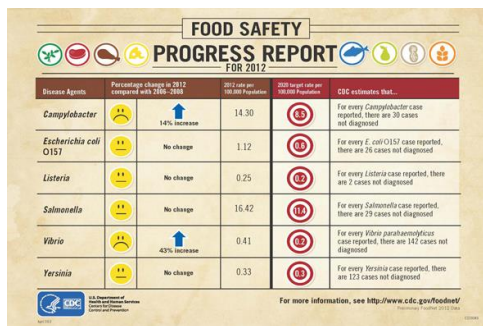 FOOD SAFETY
PROGRESS REPORT
FOR 2012
Disease Agents
Percentage change in 2012
compared with 2006–2008
2012 rate per
100,000 Population
2020 target rate per
100,000 Population
CDC estimates that...
Campylobacter
14% increase
14.30
8.5
For every Campylobacter case
reported, there are 30 cases
not diagnosed
Escherichia coli
O157
No change
1.12
0.6
For every E. coli O157 case reported,
there are 26 cases not diagnosed
Listeria
No change
0.25
0.2
For every Listeria case reported, there
are 2 cases not diagnosed
Salmonella
No change
16.42
11.4
For every Salmonella case reported,
there are 29 cases not diagnosed
Vibrio
43% increase
0.41
0.2
For every Vibrio parahaemolyticus
case reported, there are 142 cases not
diagnosed
Yersinia
No change
0.33
0.3
For every Yersinia case reported, there
are 123 cases not diagnosed
CDC
U.S. Department of
Health and Human Services
Centers for Disease
Control and Prevention
For more information, see http://www.cdc.gov/foodnet/
Preliminary FoodNet 2012 Data